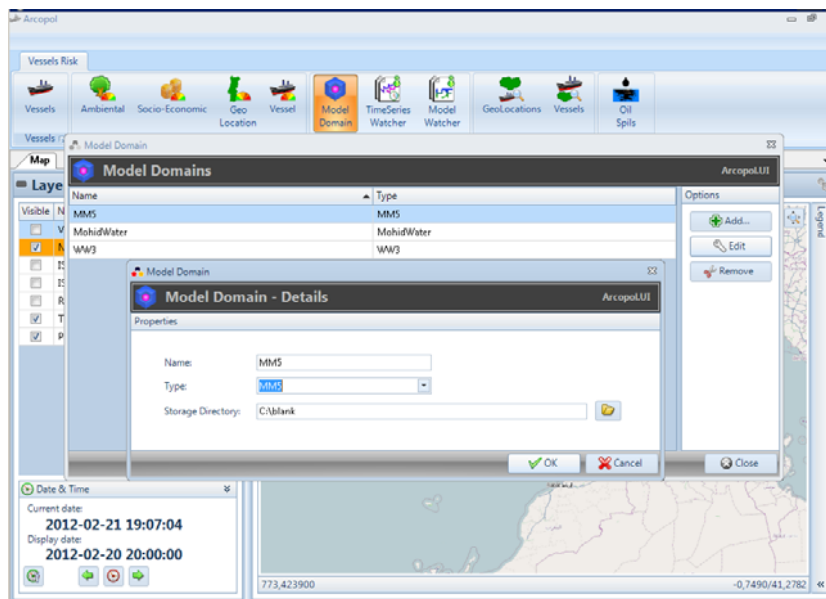 Arcopol
Vessels Risk
Vessels
Ambiental
Socio-Economic
Geo
Location
Vessel
Model
Domain
TimeSeries
Watcher
Model
Watcher
GeoLocations
Vessels
Oil
Spils
Vessels
Model Domain
Map
Model Domains
ArcopolUI
Laye
Name
Type
Options
Visible
N
MM5
MM5
Add...
Legend
V
MohidWater
MohidWater
N
WW3
WW3
Edit
IS
Model Domain
Remove
IS
Model Domain - Details
ArcopolUI
R
T
Properties
P
Name:
MM5
Type:
MM5
Storage Directory:
C:\blank
OK
Cancel
Close
Date & Time
Current date:
2012-02-21 19:07:04
Display date:
2012-02-20 20:00:00
773,423900
-0,7490/41,2782